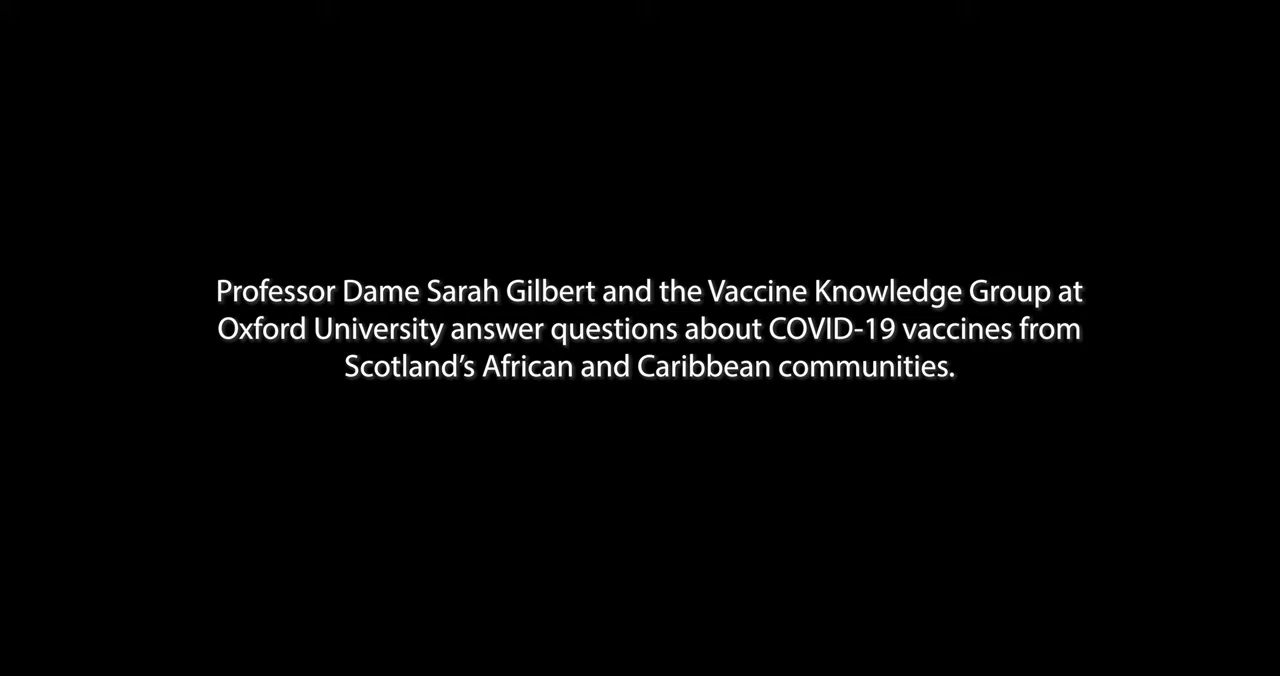 Professor Dame Sarah Gilbert and the Vaccine Knowledge Group at
Oxford University answer questions about COVID-19 vaccines from
Scotland’s African and Caribbean communities.